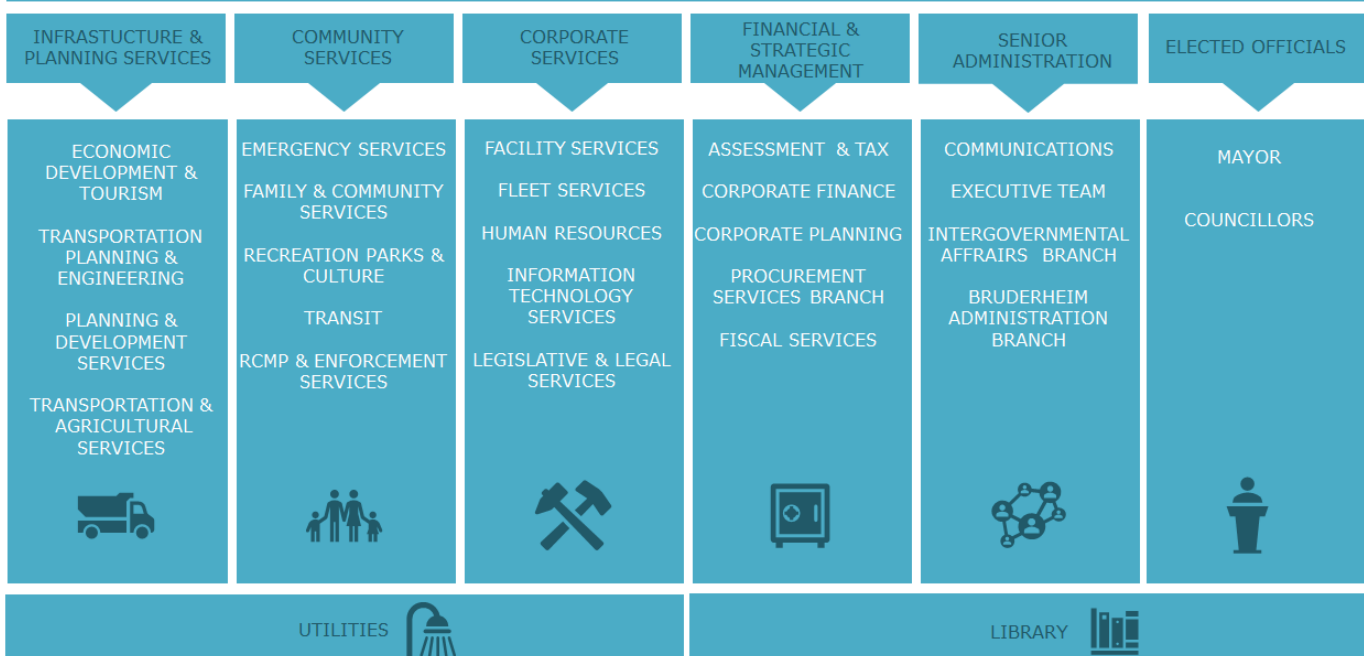 INFRASTUCTURE &
PLANNING SERVICES
COMMUNITY
SERVICES
CORPORATE
SERVICES
FINANCIAL &
STRATEGIC
MANAGEMENT
SENIOR
ADMINISTRATION
ELECTED OFFICIALS
ECONOMIC
DEVELOPMENT &
TOURISM
TRANSPORTATION
PLANNING &
ENGINEERING
PLANNING &
DEVELOPMENT
SERVICES
TRANSPORTATION &
AGRICULTURAL
SERVICES
EMERGENCY SERVICES
FAMILY & COMMUNITY
SERVICES
RECREATION PARKS &
CULTURE
TRANSIT
RCMP & ENFORCEMENT
SERVICES
FACILITY SERVICES
FLEET SERVICES
HUMAN RESOURCES
INFORMATION
TECHNOLOGY
SERVICES
LEGISLATIVE & LEGAL
SERVICES
ASSESSMENT & TAX
CORPORATE FINANCE
CORPORATE PLANNING
PROCUREMENT
SERVICES BRANCH
FISCAL SERVICES
COMMUNICATIONS
EXECUTIVE TEAM
INTERGOVERNMENTAL
AFFAIRS BRANCH
BRUDERHEIM
ADMINISTRATION
BRANCH
MAYOR
COUNCILLORS
UTILITIES
LIBRARY